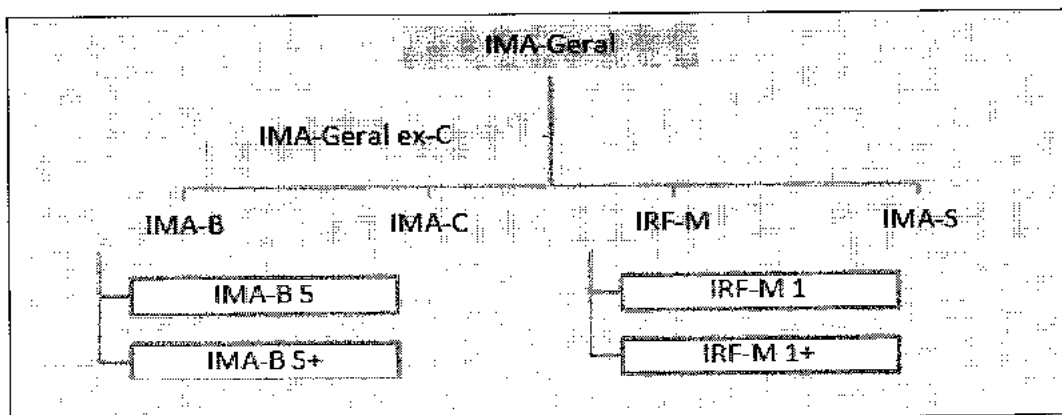 IMA-Geral
IMA-Geral ex-C
IMA-B IMA-C IRF-M IMA-S
IMA-B 5 IRF-M 1
IMA-B 5+ IRF-M 1+